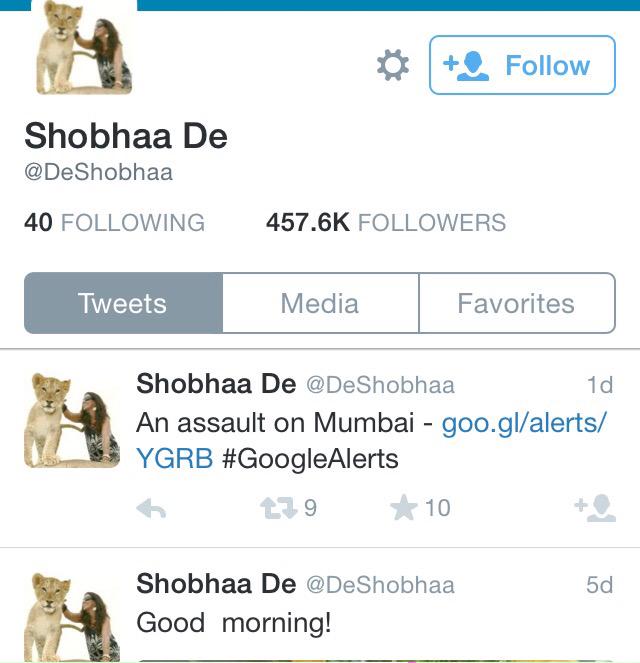 Follow
Shobhaa De
@DeShobhaa
40 FOLLOWING 457.6K FOLLOWERS
Tweets Media Favorites
Shobhaa De @DeShobhaa 1d
An assault on Mumbai - goo.gl/alerts/
YGRB #GoogleAlerts
9 10
Shobhaa De @DeShobhaa 5d
Good  morning!